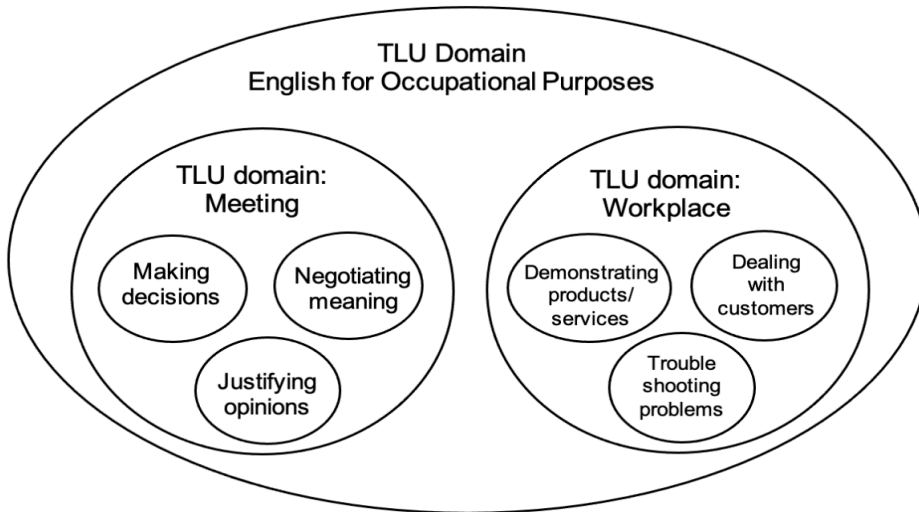 TLU Domain
English for Occupational Purposes
TLU domain:
Meeting
Making
decisions
Negotiating
meaning
Justifying
opinions
TLU domain:
Workplace
Demonstrating
products/
services
Dealing
with
customers
Trouble
shooting
problems